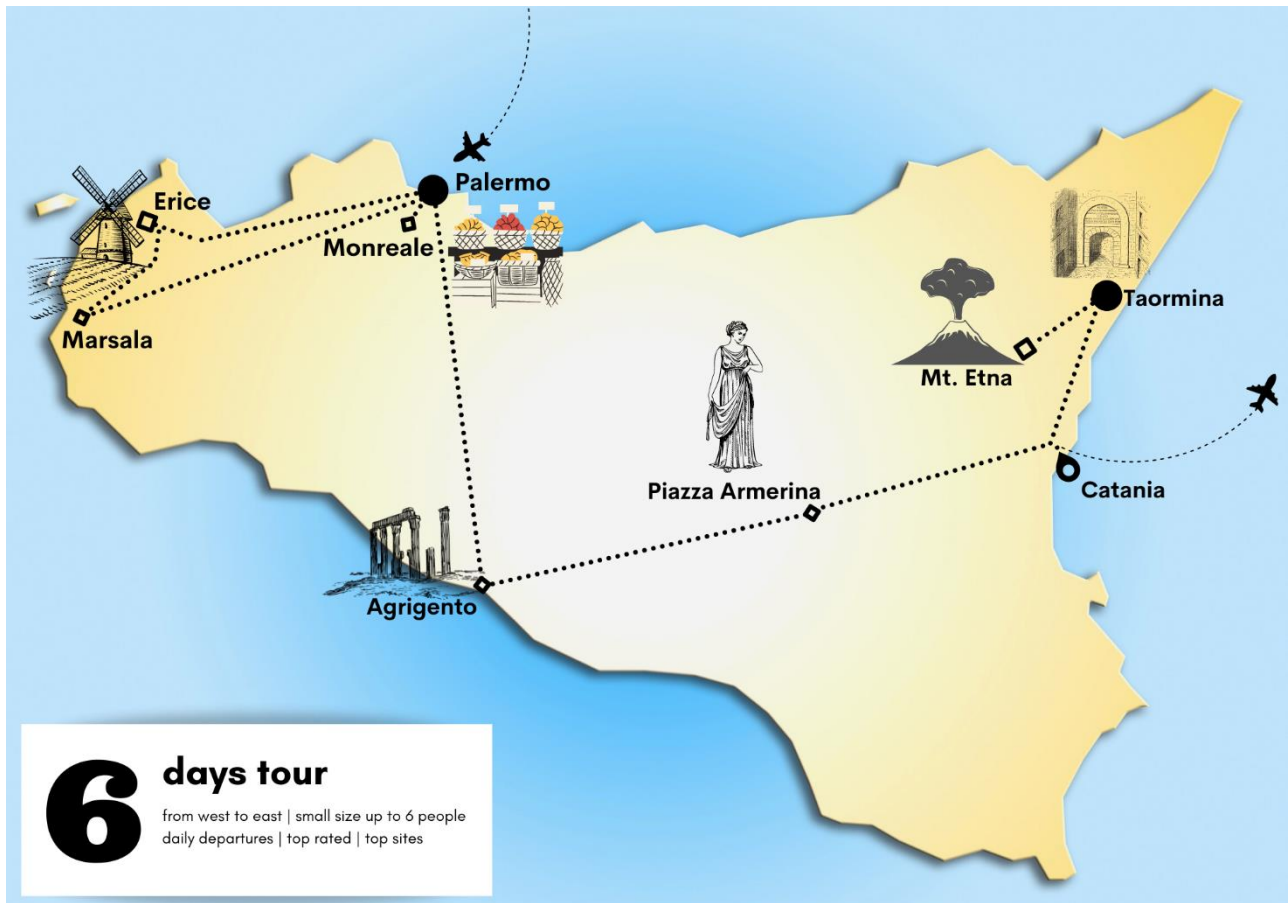 Palermo
Erice
Monreale
Marsala
Taormina
Mt. Etna
Piazza Armerina
Catania
Agrigento
6
days tour
from west to east | small size up to 6 people
daily departures | top rated | top sites